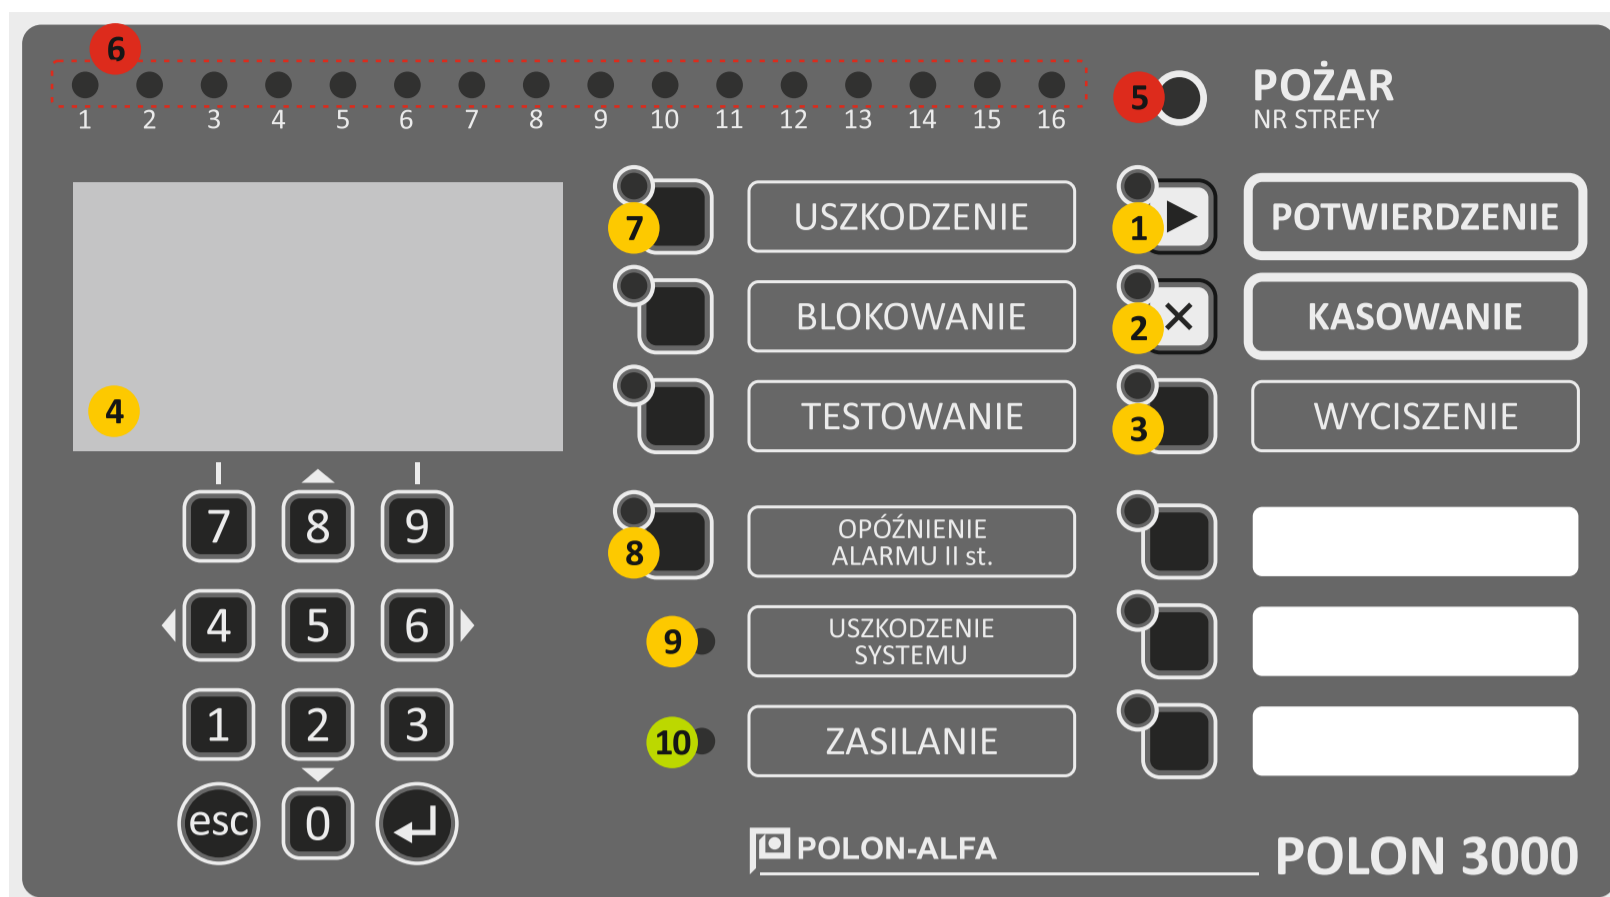 6
1 2 3 4 5 6 7 8 9 10 11 12 13 14 15 16
5
POŻAR
NR STREFY
7
USZKODZENIE
1
POTWIERDZENIE
BLOKOWANIE
2
KASOWANIE
4
TESTOWANIE
3
WYCISZENIE
7 8 9
4 5 6
1 2 3
esc 0
8
OPÓŹNIENIE
ALARMU II st.
9
USZKODZENIE
SYSTEMU
10
ZASILANIE
POLON-ALFA
POLON 3000